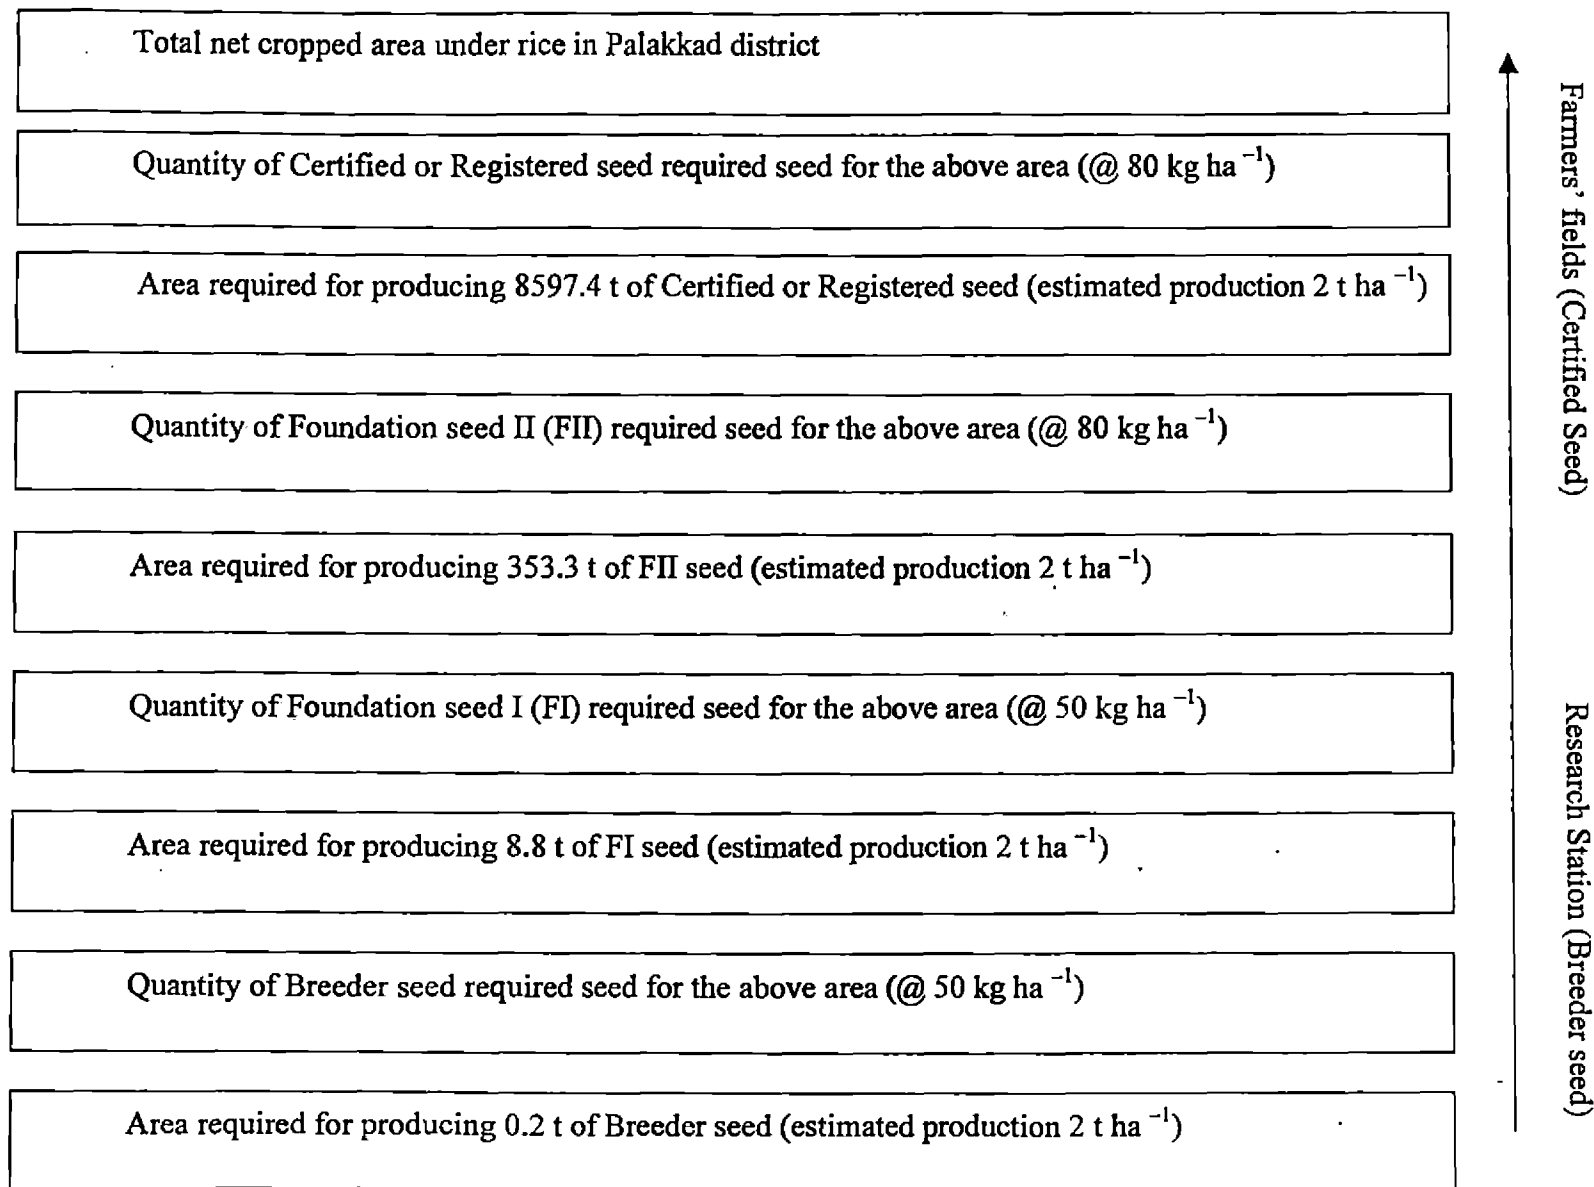 Total net cropped area under rice in Palakkad district
Quantity of Certified or Registered seed required seed for the above area (@ 80 kg ha ⁻¹)
Area required for producing 8597.4 t of Certified or Registered seed (estimated production 2 t ha ⁻¹)
Quantity of Foundation seed II (FII) required seed for the above area (@ 80 kg ha ⁻¹)
Area required for producing 353.3 t of FII seed (estimated production 2 t ha ⁻¹)
Quantity of Foundation seed I (FI) required seed for the above area (@ 50 kg ha ⁻¹)
Area required for producing 8.8 t of FI seed (estimated production 2 t ha ⁻¹)
Quantity of Breeder seed required seed for the above area (@ 50 kg ha ⁻¹)
Area required for producing 0.2 t of Breeder seed (estimated production 2 t ha ⁻¹)
Farmers' fields (Certified Seed)
Research Station (Breeder seed)